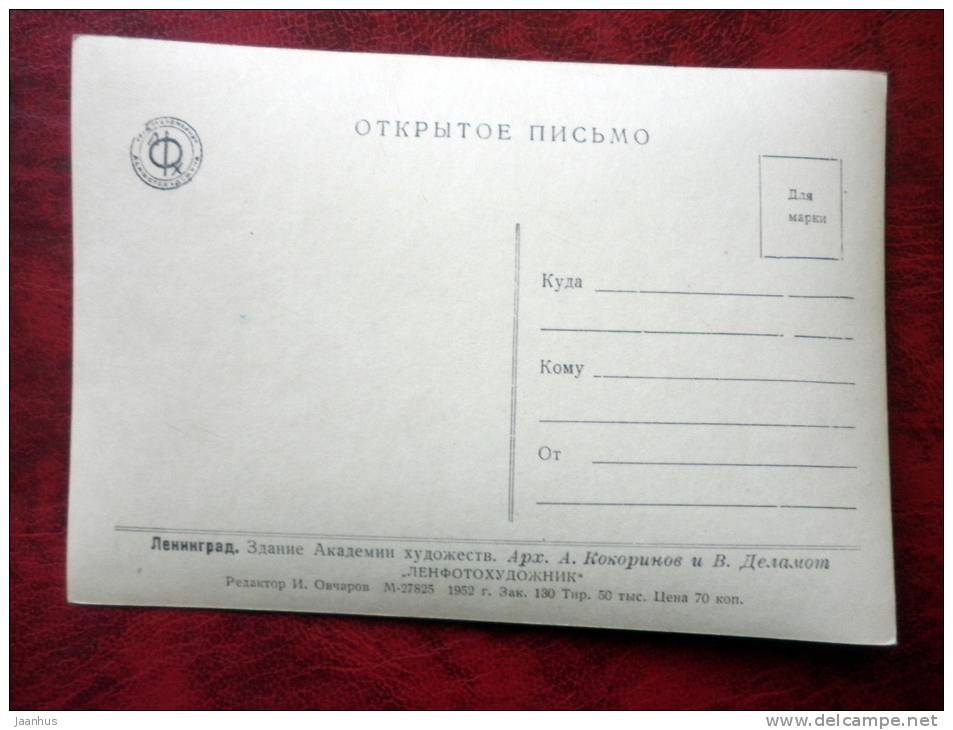 ОТКРЫТОЕ ПИСЬМО
Для
марки
Куда
Кому
От
Ленинград. Здание Академии художеств. Арх. А. Кокоринов и В. Деламот
„ЛЕНФОТОХУДОЖНИК“
Редактор И. Овчаров М-27825 1952 г. Зак. 130 Тир. 50 тыс. Цена 70 коп.
Jaanhus
www.delcampe.net